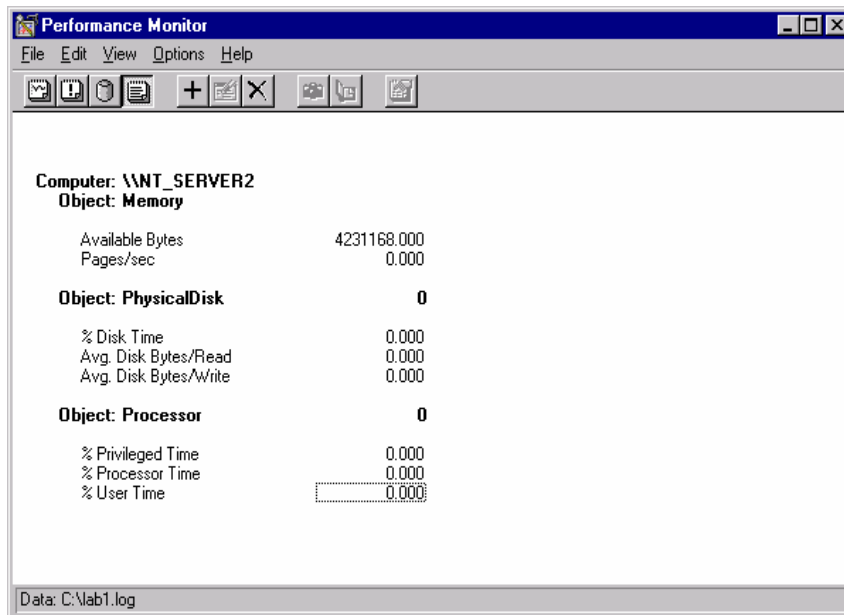 Performance Monitor
File Edit View Options Help
Computer: \\NT_SERVER2
Object: Memory
Available Bytes 4231168.000
Pages/sec 0.000
Object: PhysicalDisk 0
% Disk Time 0.000
Avg. Disk Bytes/Read 0.000
Avg. Disk Bytes/Write 0.000
Object: Processor 0
% Privileged Time 0.000
% Processor Time 0.000
% User Time 0.000
Data: C:\lab1.log